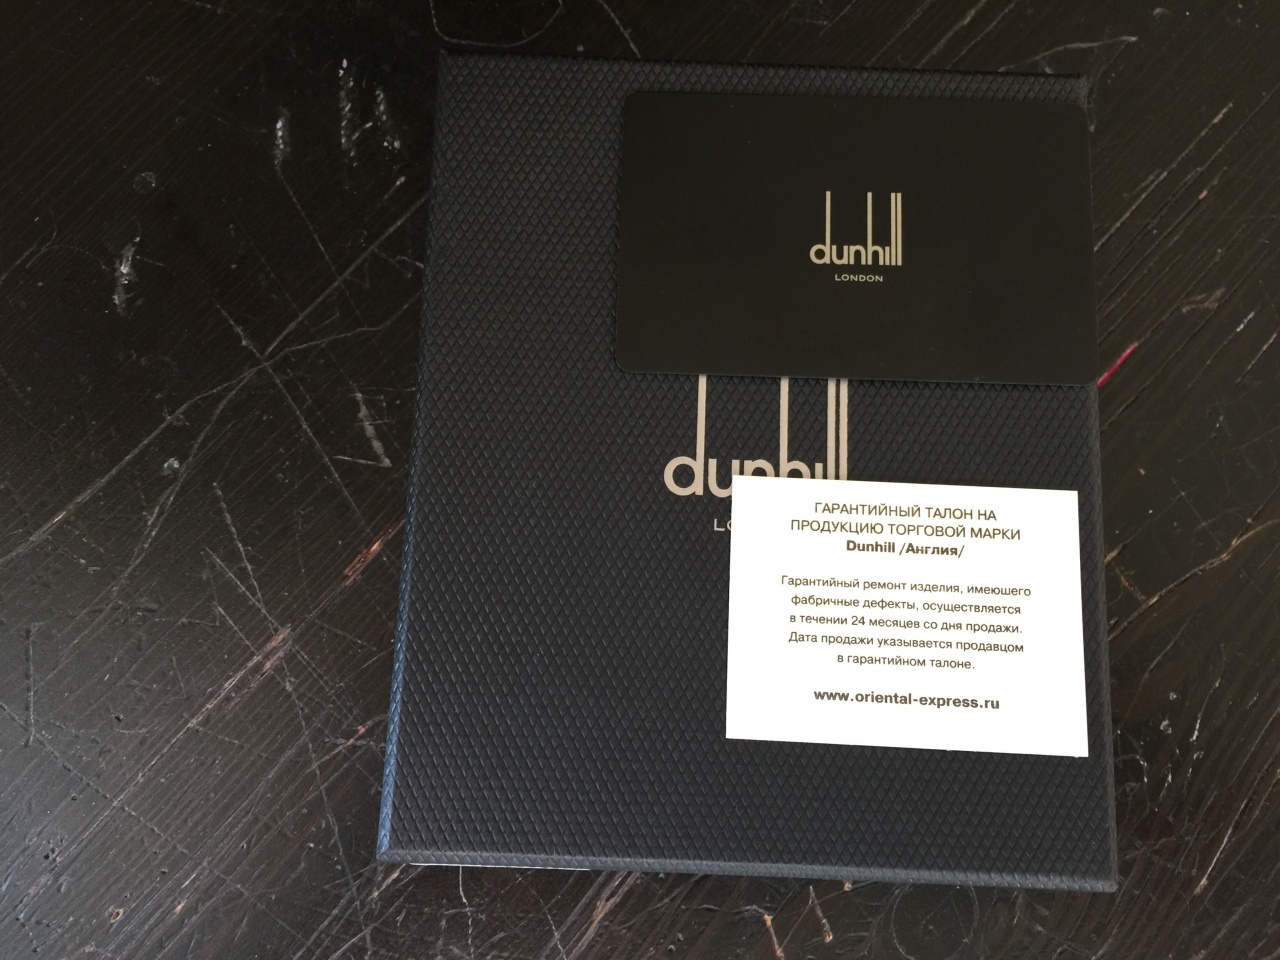 dunhill
LONDON
dunhill
ГАРАНТИЙНЫЙ ТАЛОН НА
ПРОДУКЦИЮ ТОРГОВОЙ МАРКИ
Dunhill /Англия/
Гарантийный ремонт изделия, имеюшего
фабричные дефекты, осуществляется
в течении 24 месяцев со дня продажи.
Дата продажи указывается продавцом
в гарантийном талоне.
www.oriental-express.ru